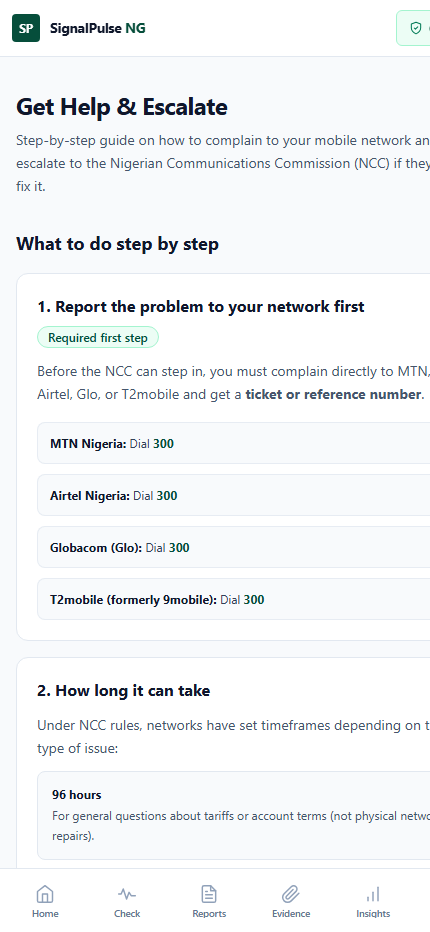 SP SignalPulse NG
Get Help & Escalate
Step-by-step guide on how to complain to your mobile network an
escalate to the Nigerian Communications Commission (NCC) if they
fix it.
What to do step by step
1. Report the problem to your network first
Required first step
Before the NCC can step in, you must complain directly to MTN,
Airtel, Glo, or T2mobile and get a ticket or reference number.
MTN Nigeria: Dial 300
Airtel Nigeria: Dial 300
Globacom (Glo): Dial 300
T2mobile (formerly 9mobile): Dial 300
2. How long it can take
Under NCC rules, networks have set timeframes depending on t
type of issue:
96 hours
For general questions about tariffs or account terms (not physical netwo
repairs).
Home Check Reports Evidence Insights